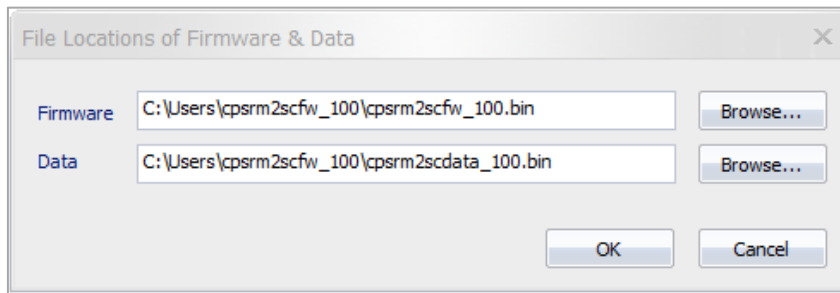 File Locations of Firmware & Data
Firmware C:\Users\cpsrm2scfw_100\cpsrm2scfw_100.bin Browse...
Data C:\Users\cpsrm2scfw_100\cpsrm2scdata_100.bin Browse...
OK Cancel